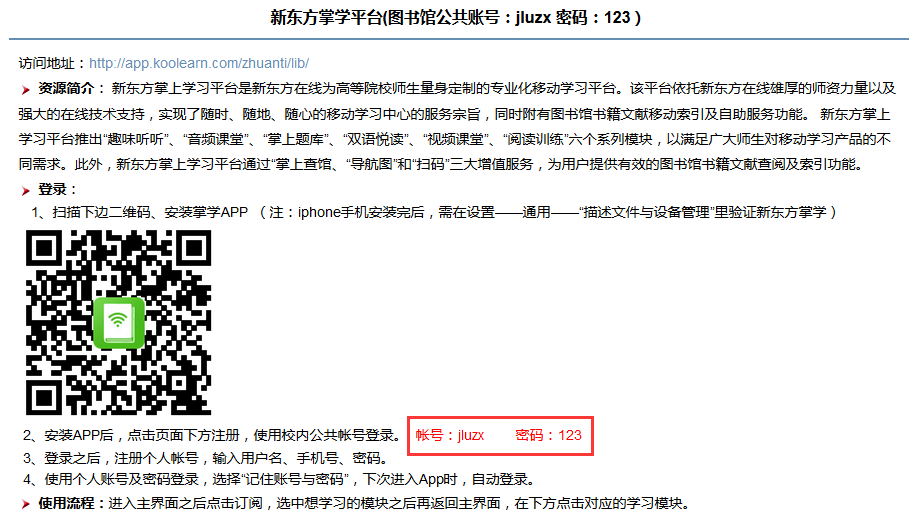 新东方掌学平台(图书馆公共账号：jluzx 密码：123 )
访问地址：http://app.koolearn.com/zhuanti/lib/
资源简介： 新东方掌上学习平台是新东方在线为高等院校师生量身定制的专业化移动学习平台。该平台依托新东方在线雄厚的师资力量以及
强大的在线技术支持，实现了随时、随地、随心的移动学习中心的服务宗旨，同时附有图书馆书籍文献移动索引及自助服务功能。 新东方掌上
学习平台推出“趣味听听”、“音频课堂”、“掌上题库”、“双语悦读”、“视频课堂”、“阅读训练”六个系列模块，以满足广大师生对移动学习产品的不
同需求。此外，新东方掌上学习平台通过“掌上查馆、“导航图”和“扫码”三大增值服务，为用户提供有效的图书馆书籍文献查阅及索引功能。
登录：
1、扫描下边二维码、安装掌学APP （注：iphone手机安装完后，需在设置——通用——“描述文件与设备管理”里验证新东方掌学）
2、安装APP后，点击页面下方注册，使用校内公共帐号登录。 帐号：jluzx 密码：123
3、登录之后，注册个人帐号，输入用户名、手机号、密码。
4、使用个人账号及密码登录，选择“记住账号与密码”，下次进入App时，自动登录。
使用流程：进入主界面之后点击订阅，选中想学习的模块之后再返回主界面，在下方点击对应的学习模块。